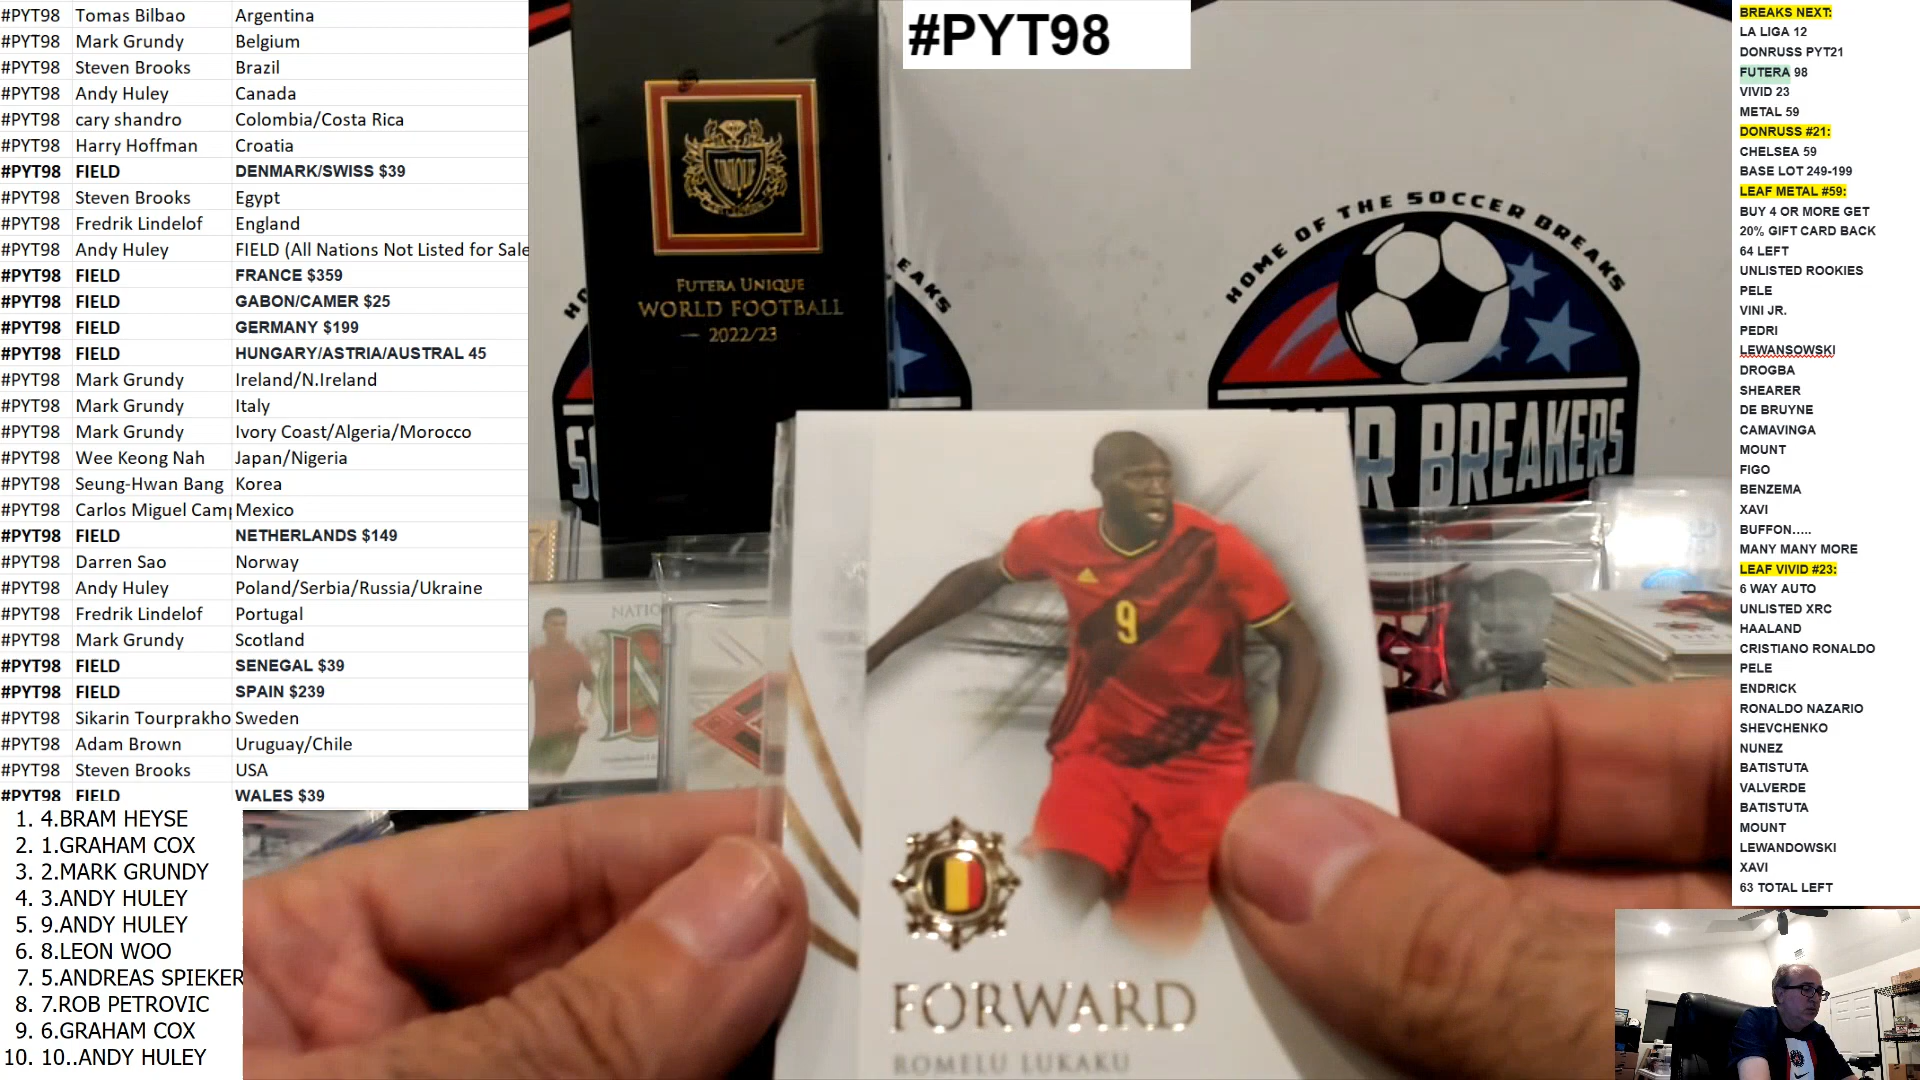 #PYT98 Tomas Bilbao Argentina
#PYT98 Mark Grundy Belgium
#PYT98 Steven Brooks Brazil
#PYT98 Andy Huley Canada
#PYT98 cary shandro Colombia/Costa Rica
#PYT98 Harry Hoffman Croatia
#PYT98 FIELD DENMARK/SWISS $39
#PYT98 Steven Brooks Egypt
#PYT98 Fredrik Lindelof England
#PYT98 Andy Huley FIELD (All Nations Not Listed for Sale
#PYT98 FIELD FRANCE $359
#PYT98 FIELD GABON/CAMER $25
#PYT98 FIELD GERMANY $199
#PYT98 FIELD HUNGARY/ASTRIA/AUSTRAL 45
#PYT98 Mark Grundy Ireland/N.Ireland
#PYT98 Mark Grundy Italy
#PYT98 Mark Grundy Ivory Coast/Algeria/Morocco
#PYT98 Wee Keong Nah Japan/Nigeria
#PYT98 Seung-Hwan Bang Korea
#PYT98 Carlos Miguel Camp Mexico
#PYT98 FIELD NETHERLANDS $149
#PYT98 Darren Sao Norway
#PYT98 Andy Huley Poland/Serbia/Russia/Ukraine
#PYT98 Fredrik Lindelof Portugal
#PYT98 Mark Grundy Scotland
#PYT98 FIELD SENEGAL $39
#PYT98 FIELD SPAIN $239
#PYT98 Sikarin Tourprakho Sweden
#PYT98 Adam Brown Uruguay/Chile
#PYT98 Steven Brooks USA
#PYT98 FIELD WALES $39
1. 4.BRAM HEYSE
2. 1.GRAHAM COX
3. 2.MARK GRUNDY
4. 3.ANDY HULEY
5. 9.ANDY HULEY
6. 8.LEON WOO
7. 5.ANDREAS SPIEKER
8. 7.ROB PETROVIC
9. 6.GRAHAM COX
10. 10..ANDY HULEY
#PYT98
UNIQUE
FUTERA UNIQUE
WORLD FOOTBALL
2022/23
HOME OF THE SOCCER BREAKS
BREAKERS
9
FORWARD
ROMELU LUKAKU
BREAKS NEXT:
LA LIGA 12
DONRUSS PYT21
FUTERA 98
VIVID 23
METAL 59
DONRUSS #21:
CHELSEA 59
BASE LOT 249-199
LEAF METAL #59:
BUY 4 OR MORE GET
20% GIFT CARD BACK
64 LEFT
UNLISTED ROOKIES
PELE
VINI JR.
PEDRI
LEWANSOWSKI
DROGBA
SHEARER
DE BRUYNE
CAMAVINGA
MOUNT
FIGO
BENZEMA
XAVI
BUFFON.....
MANY MANY MORE
LEAF VIVID #23:
6 WAY AUTO
UNLISTED XRC
HAALAND
CRISTIANO RONALDO
PELE
ENDRICK
RONALDO NAZARIO
SHEVCHENKO
NUNEZ
BATISTUTA
VALVERDE
BATISTUTA
MOUNT
LEWANDOWSKI
XAVI
63 TOTAL LEFT